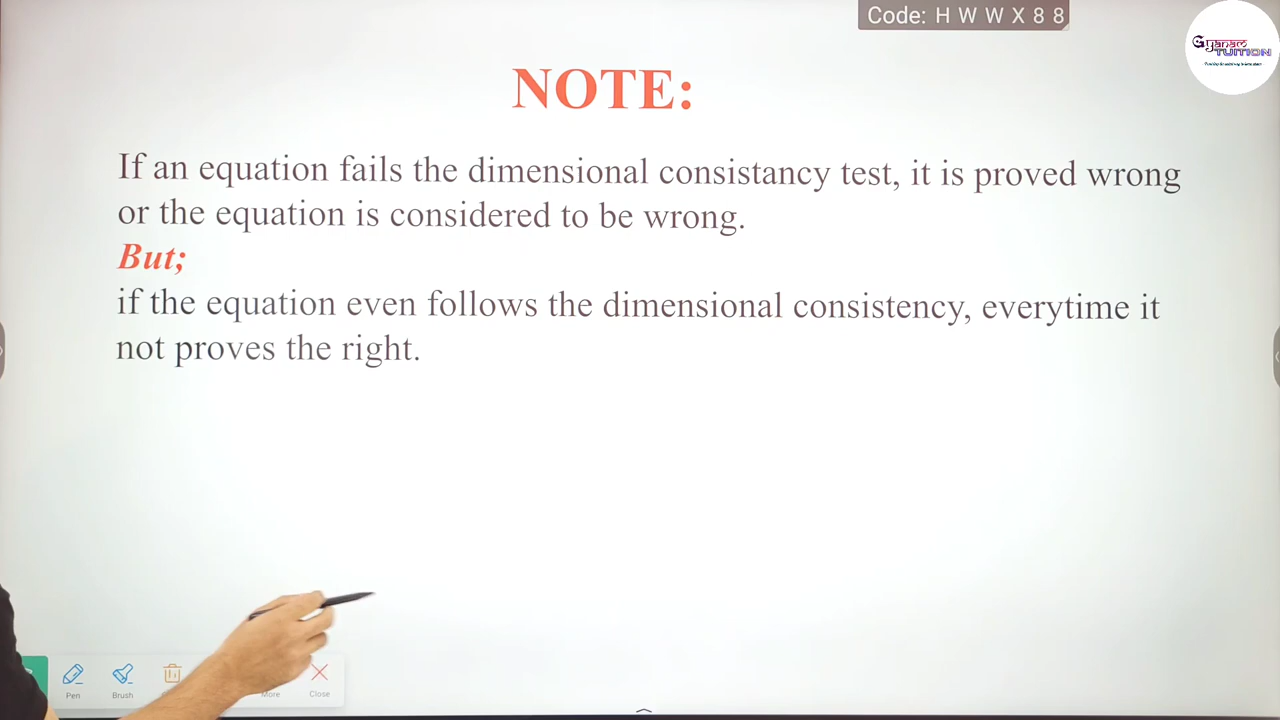 Code: H W W X 8 8
Gyanam
TUITION
NOTE:
If an equation fails the dimensional consistancy test, it is proved wrong
or the equation is considered to be wrong.
But;
if the equation even follows the dimensional consistency, everytime it
not proves the right.
Pen
Brush
More
Close